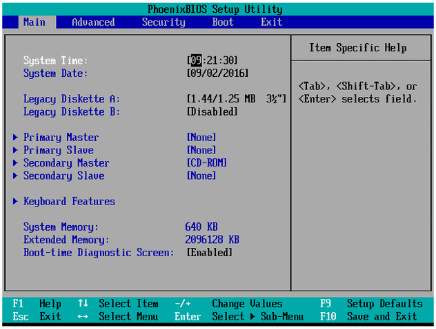 PhoenixBIOS Setup Utility
Main Advanced Security Boot Exit
Item Specific Help
System Time: [09:21:30]
System Date: [09/02/2016]
<Tab>, <Shift-Tab>, or
<Enter> selects field.
Legacy Diskette A: [1.44/1.25 MB 3½"]
Legacy Diskette B: [Disabled]
▶ Primary Master [None]
▶ Primary Slave [None]
▶ Secondary Master [CD-ROM]
▶ Secondary Slave [None]
▶ Keyboard Features
System Memory: 640 KB
Extended Memory: 2096128 KB
Boot-time Diagnostic Screen: [Enabled]
F1 Help ↑↓ Select Item -/+ Change Values F9 Setup Defaults
Esc Exit ↔ Select Menu Enter Select ▶ Sub-Menu F10 Save and Exit